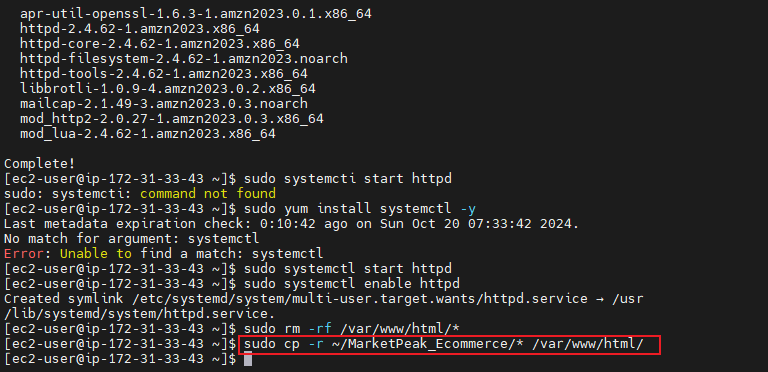 apr-util-openssl-1.6.3-1.amzn2023.0.1.x86_64
httpd-2.4.62-1.amzn2023.x86_64
httpd-core-2.4.62-1.amzn2023.x86_64
httpd-filesystem-2.4.62-1.amzn2023.noarch
httpd-tools-2.4.62-1.amzn2023.x86_64
libbrotli-1.0.9-4.amzn2023.0.2.x86_64
mailcap-2.1.49-3.amzn2023.0.3.noarch
mod_http2-2.0.27-1.amzn2023.0.3.x86_64
mod_lua-2.4.62-1.amzn2023.x86_64
Complete!
[ec2-user@ip-172-31-33-43 ~]$ sudo systemcti start httpd
sudo: systemcti: command not found
[ec2-user@ip-172-31-33-43 ~]$ sudo yum install systemctl -y
Last metadata expiration check: 0:10:42 ago on Sun Oct 20 07:33:42 2024.
No match for argument: systemctl
Error: Unable to find a match: systemctl
[ec2-user@ip-172-31-33-43 ~]$ sudo systemctl start httpd
[ec2-user@ip-172-31-33-43 ~]$ sudo systemctl enable httpd
Created symlink /etc/systemd/system/multi-user.target.wants/httpd.service → /usr
/lib/systemd/system/httpd.service.
[ec2-user@ip-172-31-33-43 ~]$ sudo rm -rf /var/www/html/*
[ec2-user@ip-172-31-33-43 ~]$ sudo cp -r ~/MarketPeak_Ecommerce/* /var/www/html/
[ec2-user@ip-172-31-33-43 ~]$